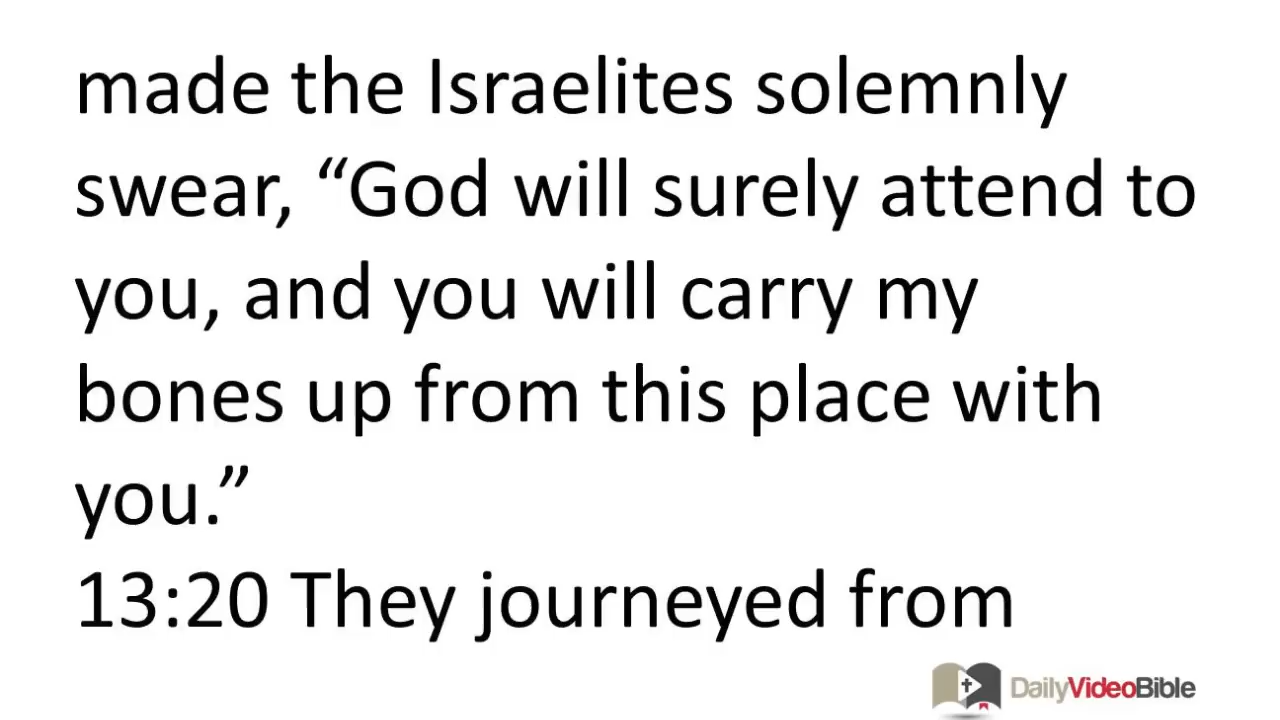 made the Israelites solemnly
swear, “God will surely attend to
you, and you will carry my
bones up from this place with
you.”
13:20 They journeyed from
DailyVideoBible